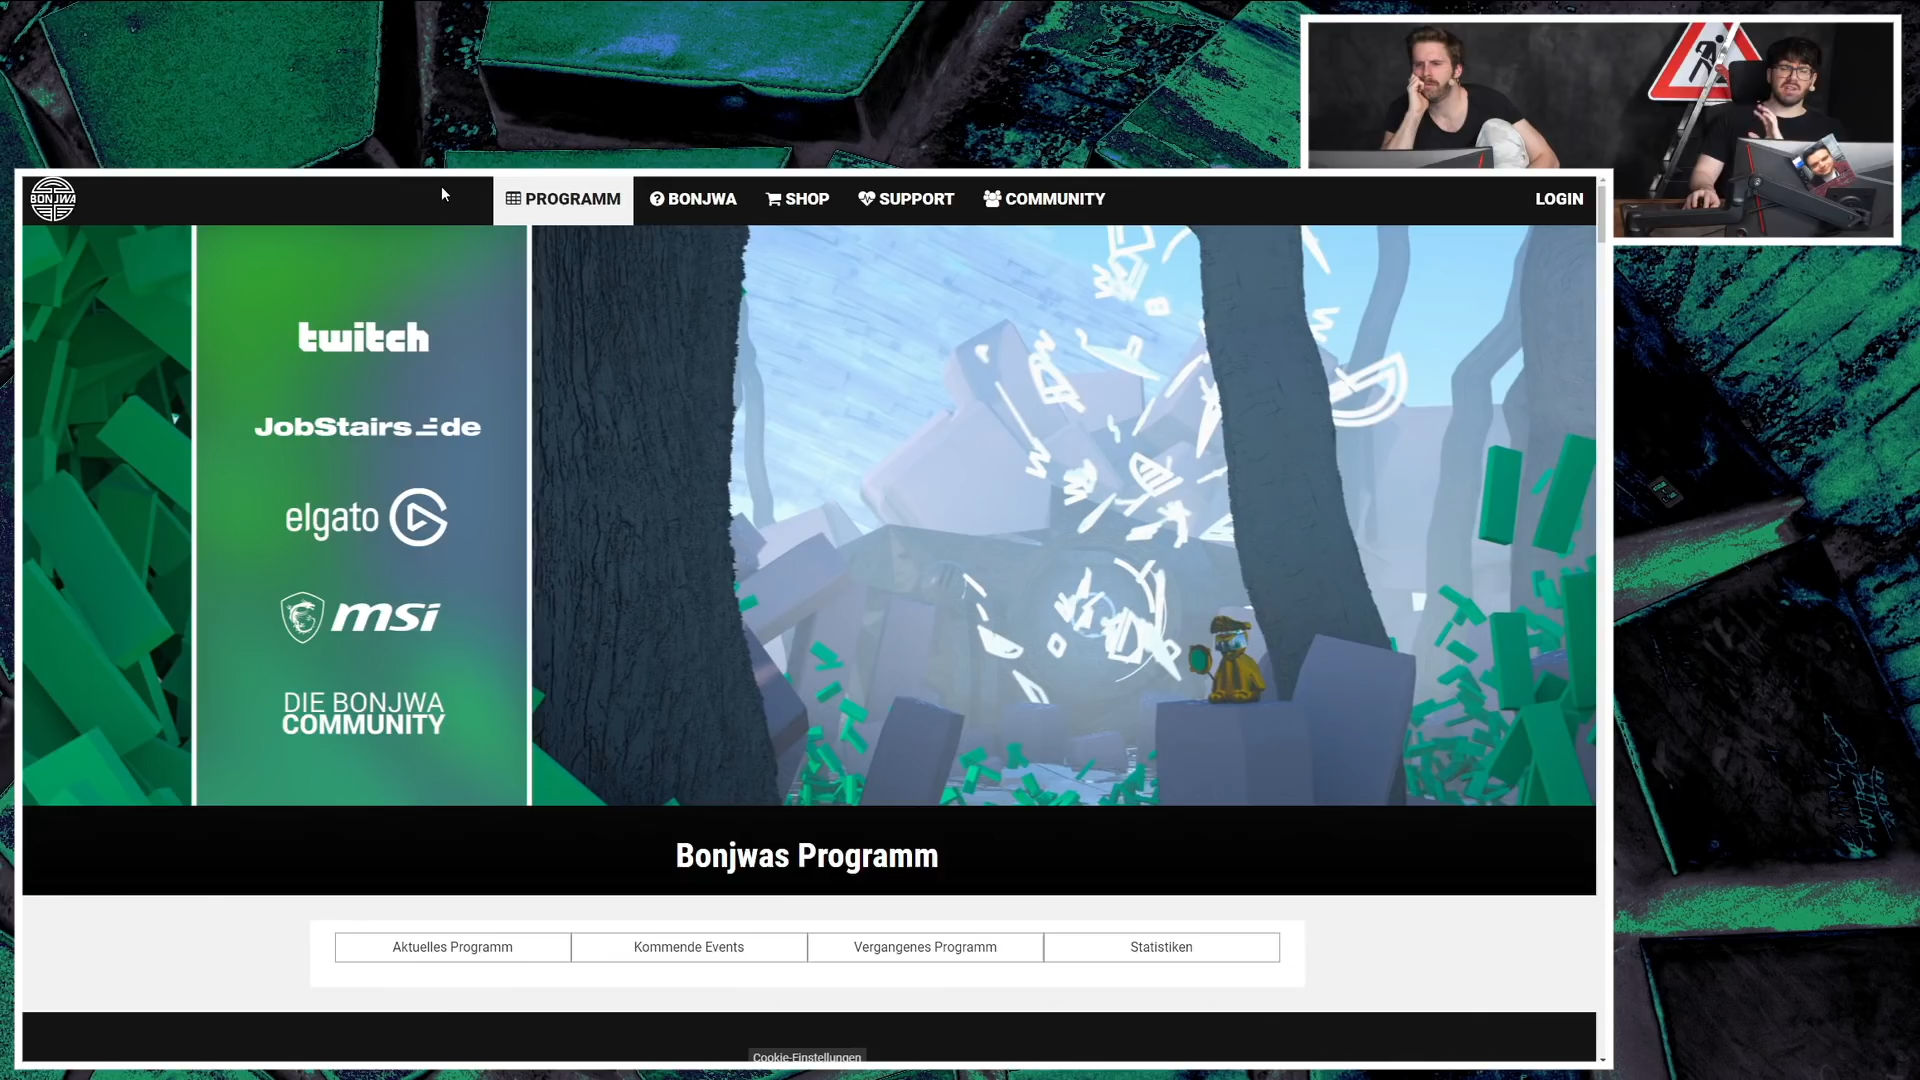 BONJWA
PROGRAMM
BONJWA
SHOP
SUPPORT
COMMUNITY
LOGIN
twitch
JobStairs.de
elgato
msi
DIE BONJWA
COMMUNITY
Bonjwas Programm
Aktuelles Programm
Kommende Events
Vergangenes Programm
Statistiken
Cookie-Einstellungen